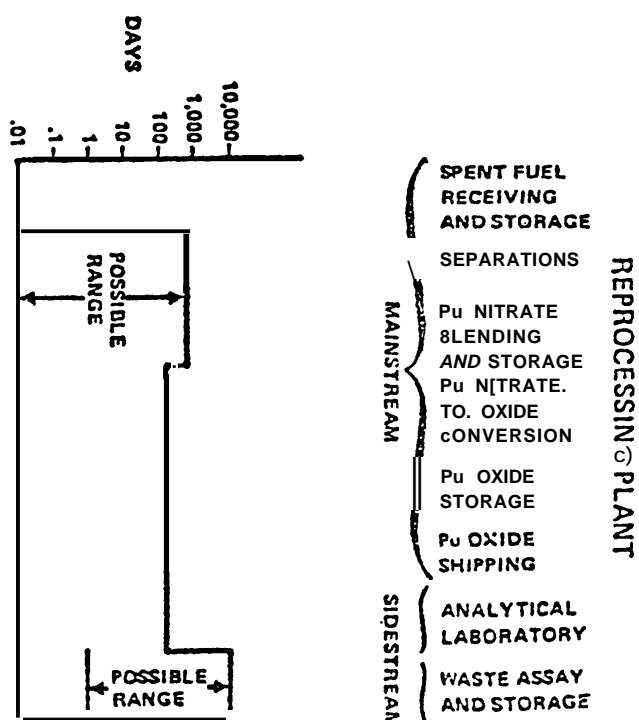 REPROCESSIN©PLANT
SPENT FUEL
RECEIVING
AND STORAGE
SEPARATIONS
Pu NITRATE
8LENDING
AND STORAGE
Pu N[TRATE.
TO. OXIDE
cONVERSION
Pu OXIDE
STORAGE
Pu OXIDE
SHIPPING
ANALYTICAL
LABORATORY
WASTE ASSAY
AND STORAGE
MAINSTREAM
SIDESTREAM
DAYS
10,000
1,000
100
10
1
.1
.01
POSSIBLE
RANGE
POSSIBLE
RANGE